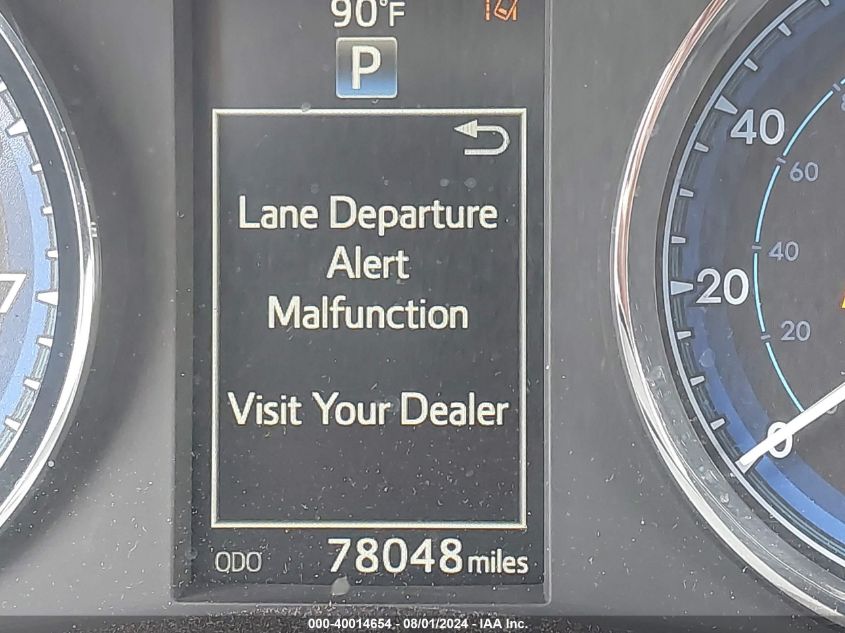 90°F
P
Lane Departure
Alert
Malfunction
Visit Your Dealer
ODO 78048 miles
40
60
40
20
20
0
7
000-40014654 - 08/01/2024 - IAA Inc.